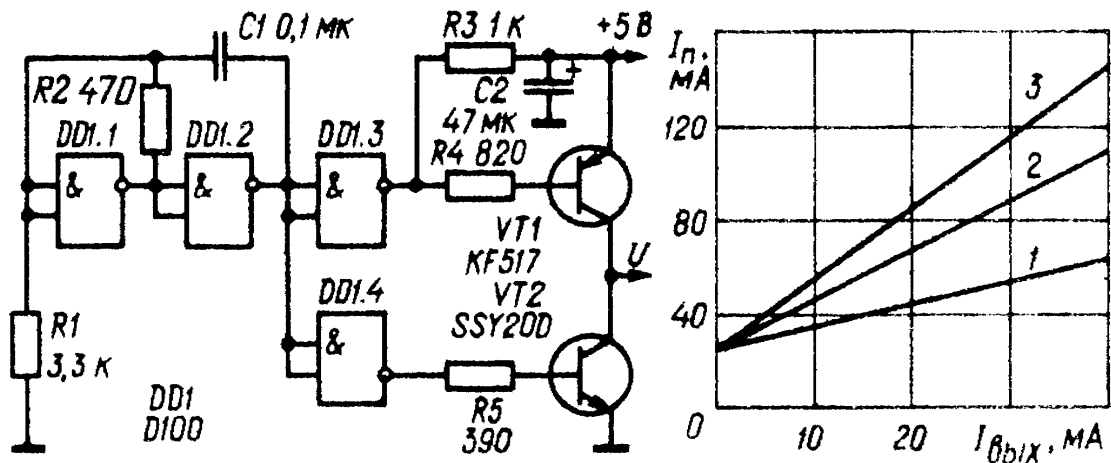 C1 0,1 мк
R2 470
DD1.1
DD1.2
DD1.3
&
&
&
R3 1 к
+5 В
C2
+
47 мк
R4 820
VT1
KF517
VT2
SSY20D
U
DD1.4
&
R1
3,3 к
DD1
D100
R5
390
Iп,
мА
120
80
40
0
10
20
Iвых, мА
3
2
1